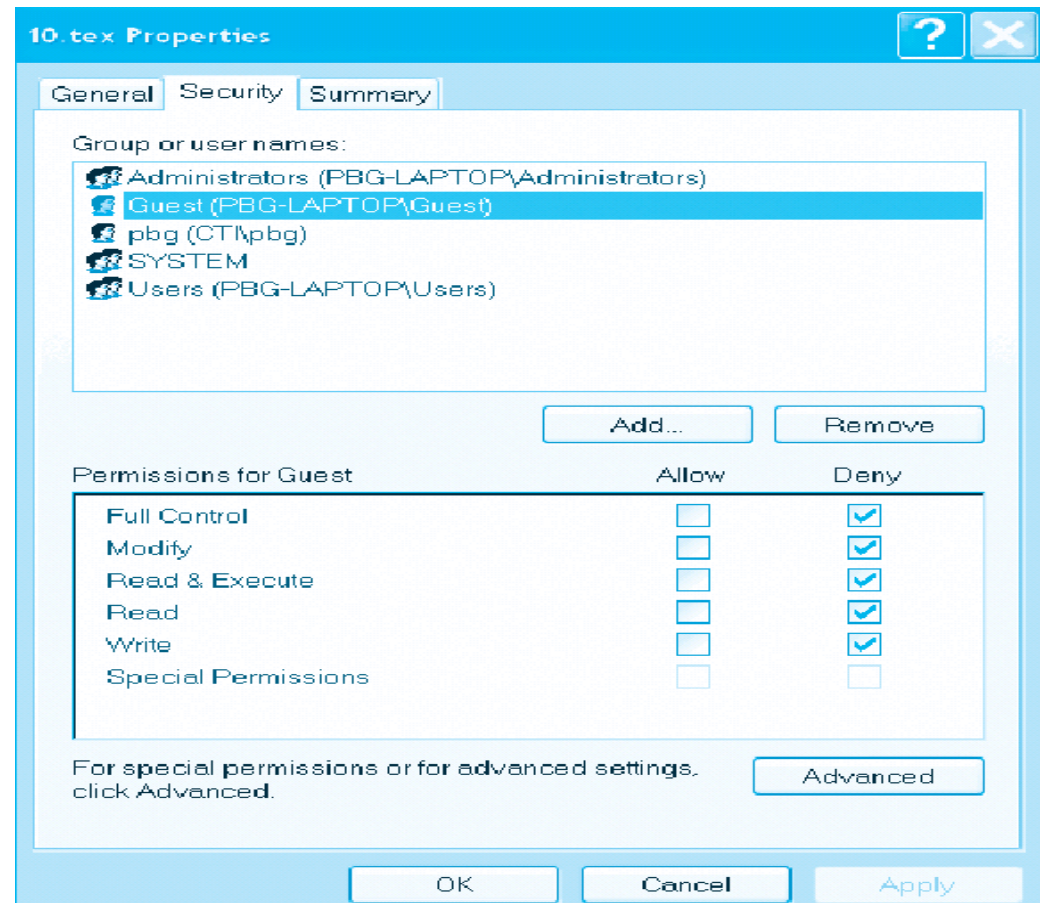 10.tex Properties
?
General Security Summary
Group or user names:
Administrators (PBG-LAPTOP\Administrators)
Guest (PBG-LAPTOP\Guest)
pbg (CTI\pbg)
SYSTEM
Users (PBG-LAPTOP\Users)
Add... Remove
Permissions for Guest Allow Deny
Full Control
Modify
Read & Execute
Read
Write
Special Permissions
For special permissions or for advanced settings,
click Advanced.
Advanced
OK Cancel Apply